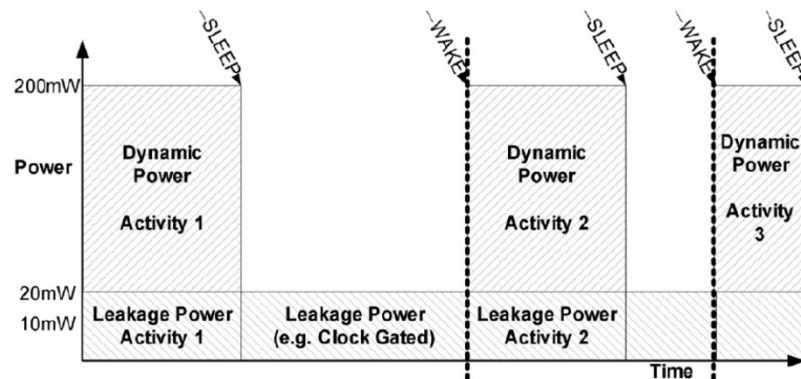 ~SLEEP
~WAKE
~SLEEP
~WAKE
~SLEEP
200mW
Power
20mW
10mW
Dynamic
Power
Activity 1
Dynamic
Power
Activity 2
Dynamic
Power
Activity
3
Leakage Power
Activity 1
Leakage Power
(e.g. Clock Gated)
Leakage Power
Activity 2
Time